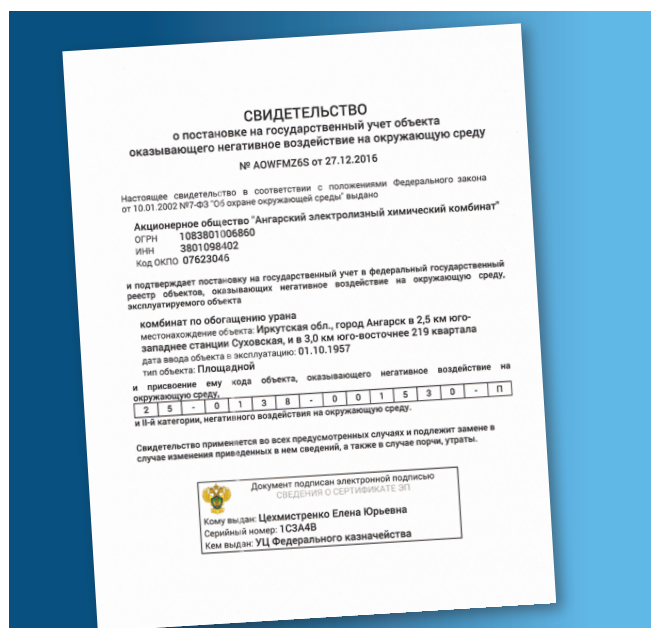 СВИДЕТЕЛЬСТВО
о постановке на государственный учет объекта
оказывающего негативное воздействие на окружающую среду
№ AOWFMZ6S от 27.12.2016
Настоящее свидетельство в соответствии с положениями Федерального закона
от 10.01.2002 №7-ФЗ "Об охране окружающей среды" выдано
Акционерное общество "Ангарский электролизный химический комбинат"
ОГРН 1083801006860
ИНН 3801098402
Код ОКПО 07623046
и подтверждает постановку на государственный учет в федеральный государственный
реестр объектов, оказывающих негативное воздействие на окружающую среду,
эксплуатируемого объекта
комбинат по обогащению урана
местонахождение объекта: Иркутская обл., город Ангарск в 2,5 км юго-
западнее станции Суховская, и в 3,0 км юго-восточнее 219 квартала
дата ввода объекта в эксплуатацию: 01.10.1957
тип объекта: Площадной
и присвоение ему кода объекта, оказывающего негативное воздействие на
окружающую среду,
2 5 - 0 1 3 8 - 0 0 1 5 3 0 - П
и II-й категории, негативного воздействия на окружающую среду.
Свидетельство применяется во всех предусмотренных случаях и подлежит замене в
случае изменения приведенных в нем сведений, а также в случае порчи, утраты.
Документ подписан электронной подписью
СВЕДЕНИЯ О СЕРТИФИКАТЕ ЭП
Кому выдан: Цехмистренко Елена Юрьевна
Серийный номер: 1C3A4B
Кем выдан: УЦ Федерального казначейства